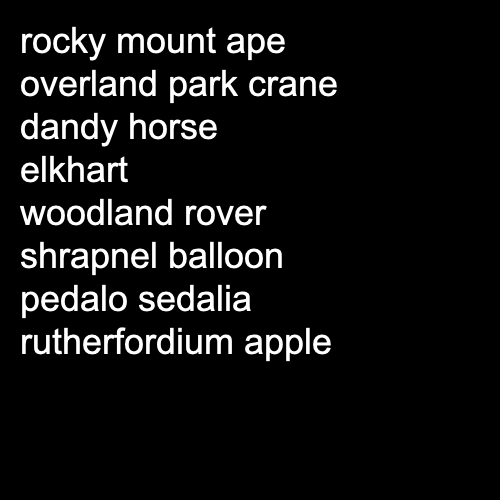 rocky mount ape
overland park crane
dandy horse
elkhart
woodland rover
shrapnel balloon
pedalo sedalia
rutherfordium apple